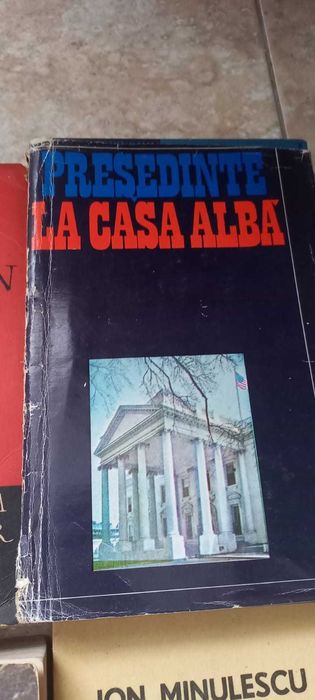 PREȘEDINTE
LA CASA ALBĂ
ION MINULESCU